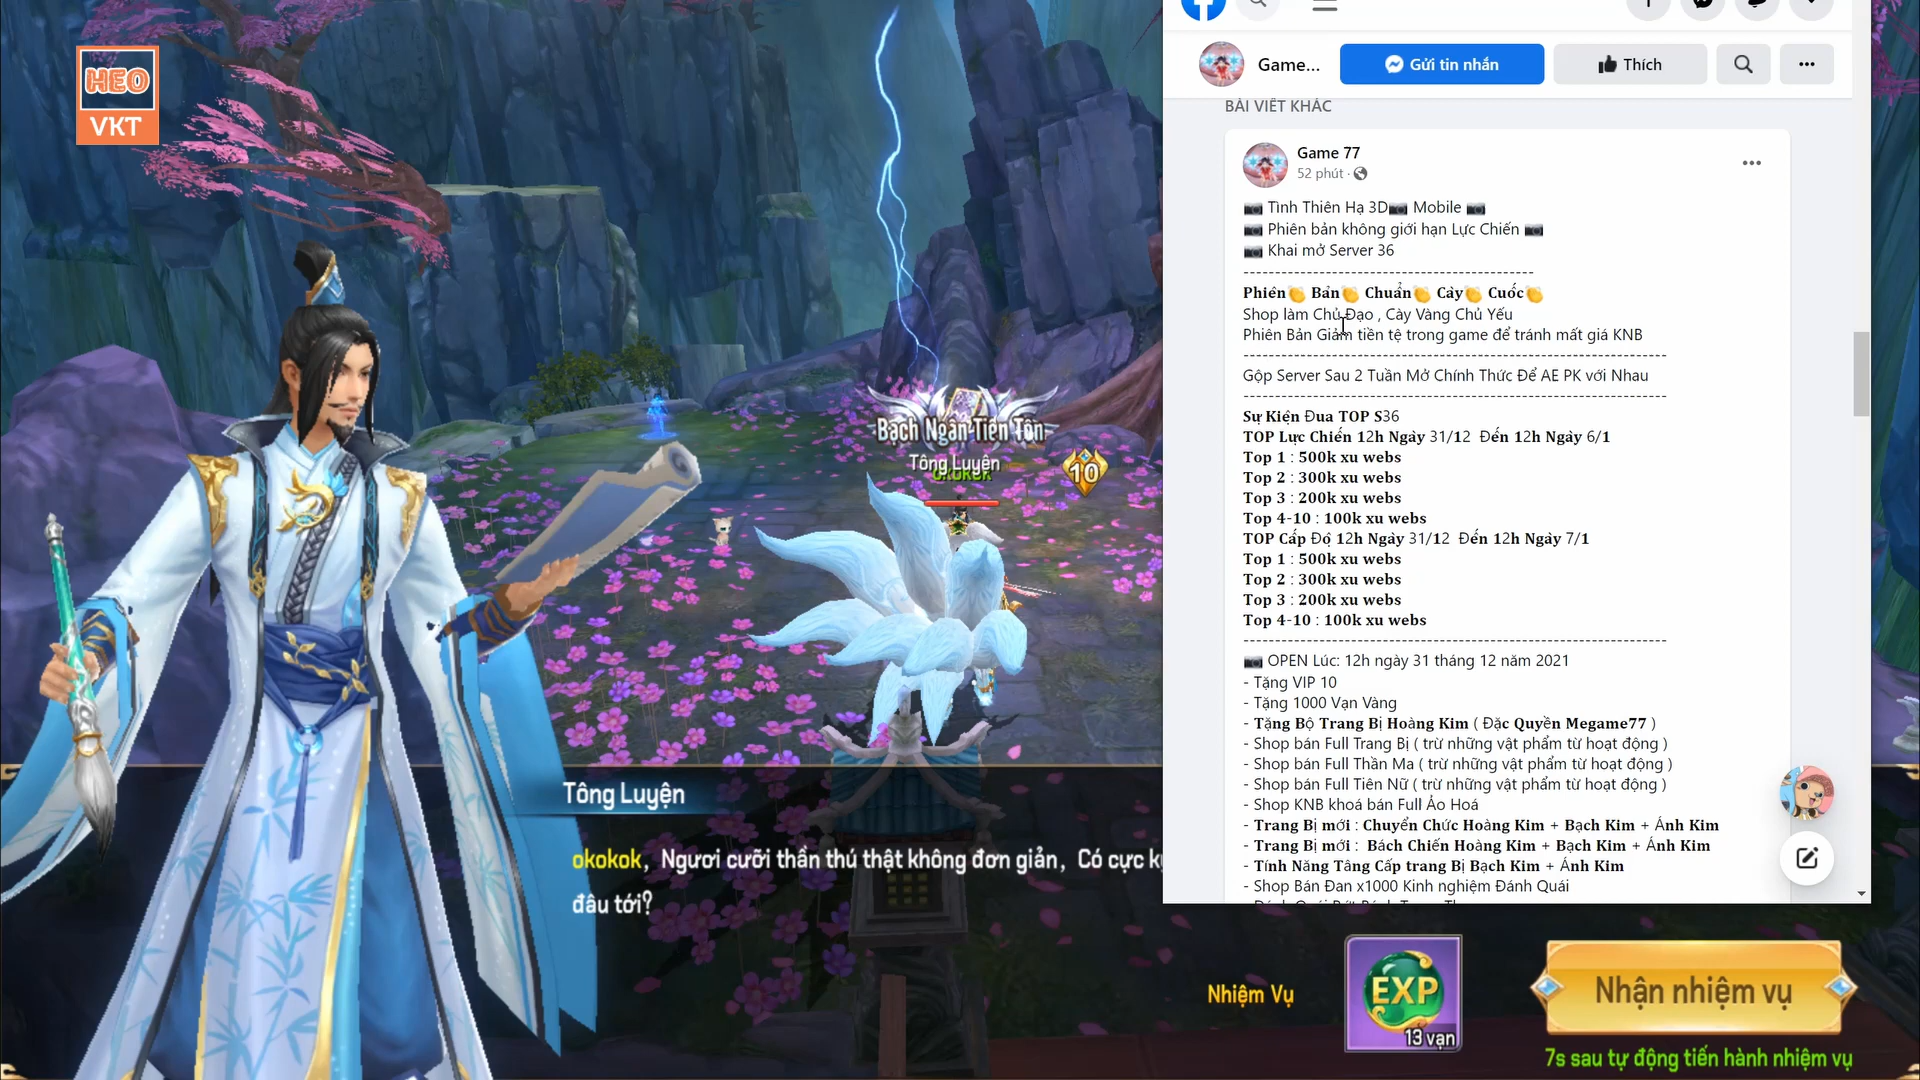 HEO
VKT
Bạch Ngân Tiên Tôn
Tông Luyện
okokok
10
Tông Luyện
okokok, Ngươi cưỡi thần thú thật không đơn giản, Có cực k
đâu tới?
Nhiệm Vụ
EXP
13 vạn
Nhận nhiệm vụ
7s sau tự động tiến hành nhiệm vụ
Game...
Gửi tin nhắn
Thích
BÀI VIẾT KHÁC
Game 77
52 phút ·
📷 Tình Thiên Hạ 3D📷 Mobile 📷
📷 Phiên bản không giới hạn Lực Chiến 📷
📷 Khai mở Server 36
----------------------------------------------
Phiên👏 Bản👏 Chuẩn👏 Cày👏 Cuốc👏
Shop làm Chủ Đạo , Cày Vàng Chủ Yếu
Phiên Bản Giảm tiền tệ trong game để tránh mất giá KNB
-------------------------------------------------------------------
Gộp Server Sau 2 Tuần Mở Chính Thức Để AE PK với Nhau
-------------------------------------------------------------------
Sự Kiện Đua TOP S36
TOP Lực Chiến 12h Ngày 31/12 Đến 12h Ngày 6/1
Top 1 : 500k xu webs
Top 2 : 300k xu webs
Top 3 : 200k xu webs
Top 4-10 : 100k xu webs
TOP Cấp Độ 12h Ngày 31/12 Đến 12h Ngày 7/1
Top 1 : 500k xu webs
Top 2 : 300k xu webs
Top 3 : 200k xu webs
Top 4-10 : 100k xu webs
-------------------------------------------------------------------
📷 OPEN Lúc: 12h ngày 31 tháng 12 năm 2021
- Tặng VIP 10
- Tặng 1000 Vạn Vàng
- Tặng Bộ Trang Bị Hoàng Kim ( Đặc Quyền Megame77 )
- Shop bán Full Trang Bị ( trừ những vật phẩm từ hoạt động )
- Shop bán Full Thần Ma ( trừ những vật phẩm từ hoạt động )
- Shop bán Full Tiên Nữ ( trừ những vật phẩm từ hoạt động )
- Shop KNB khoá bán Full Ảo Hoá
- Trang Bị mới : Chuyển Chức Hoàng Kim + Bạch Kim + Ánh Kim
- Trang Bị mới : Bách Chiến Hoàng Kim + Bạch Kim + Ánh Kim
- Tính Năng Tăng Cấp trang Bị Bạch Kim + Ánh Kim
- Shop Bán Đan x1000 Kinh nghiệm Đánh Quái